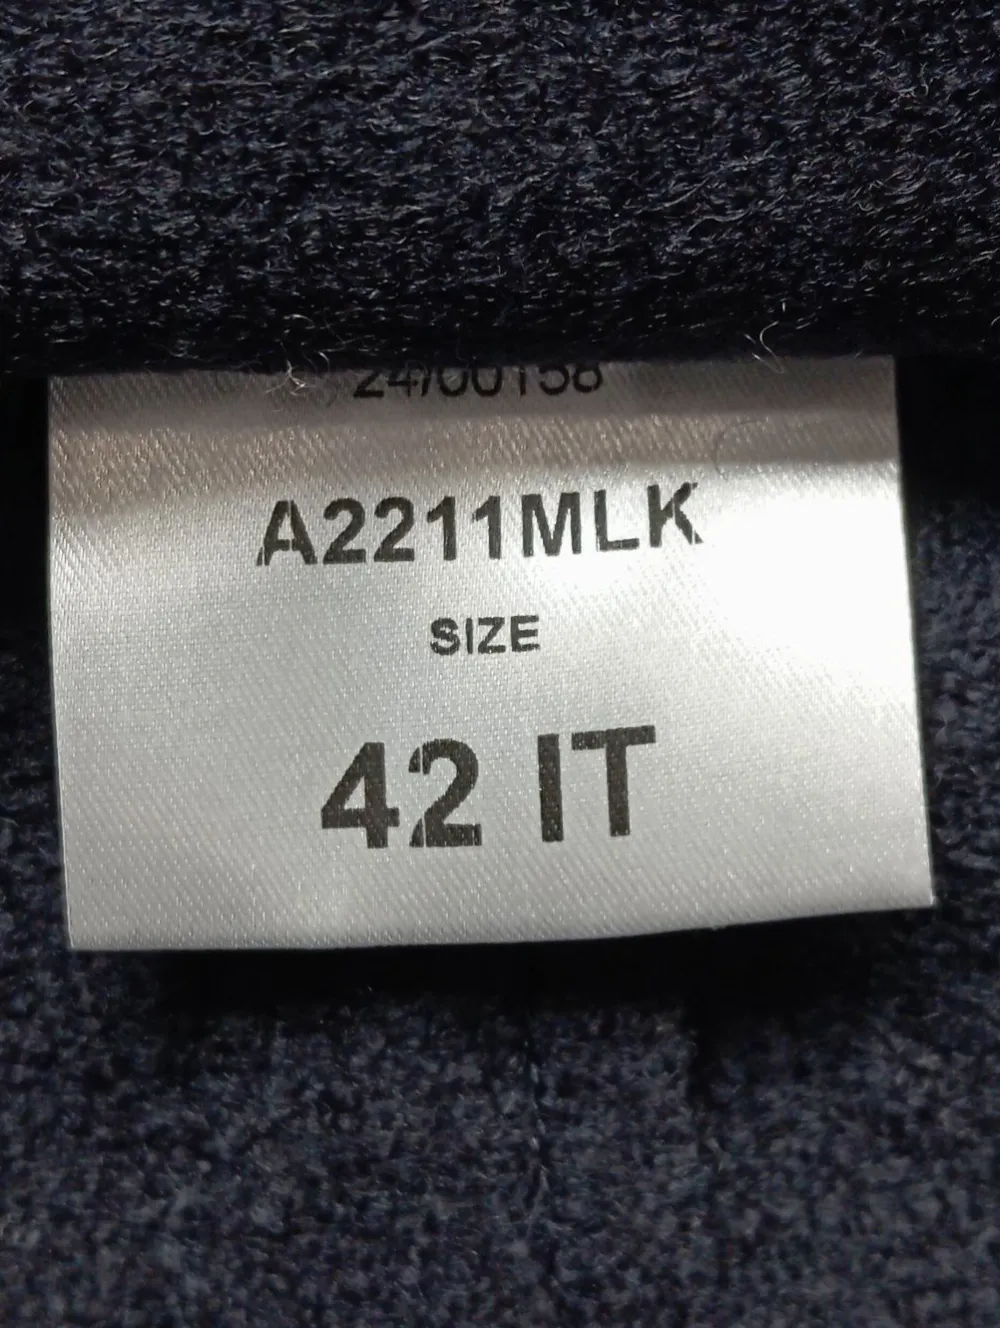 24/00158
A2211MLK
SIZE
42 IT